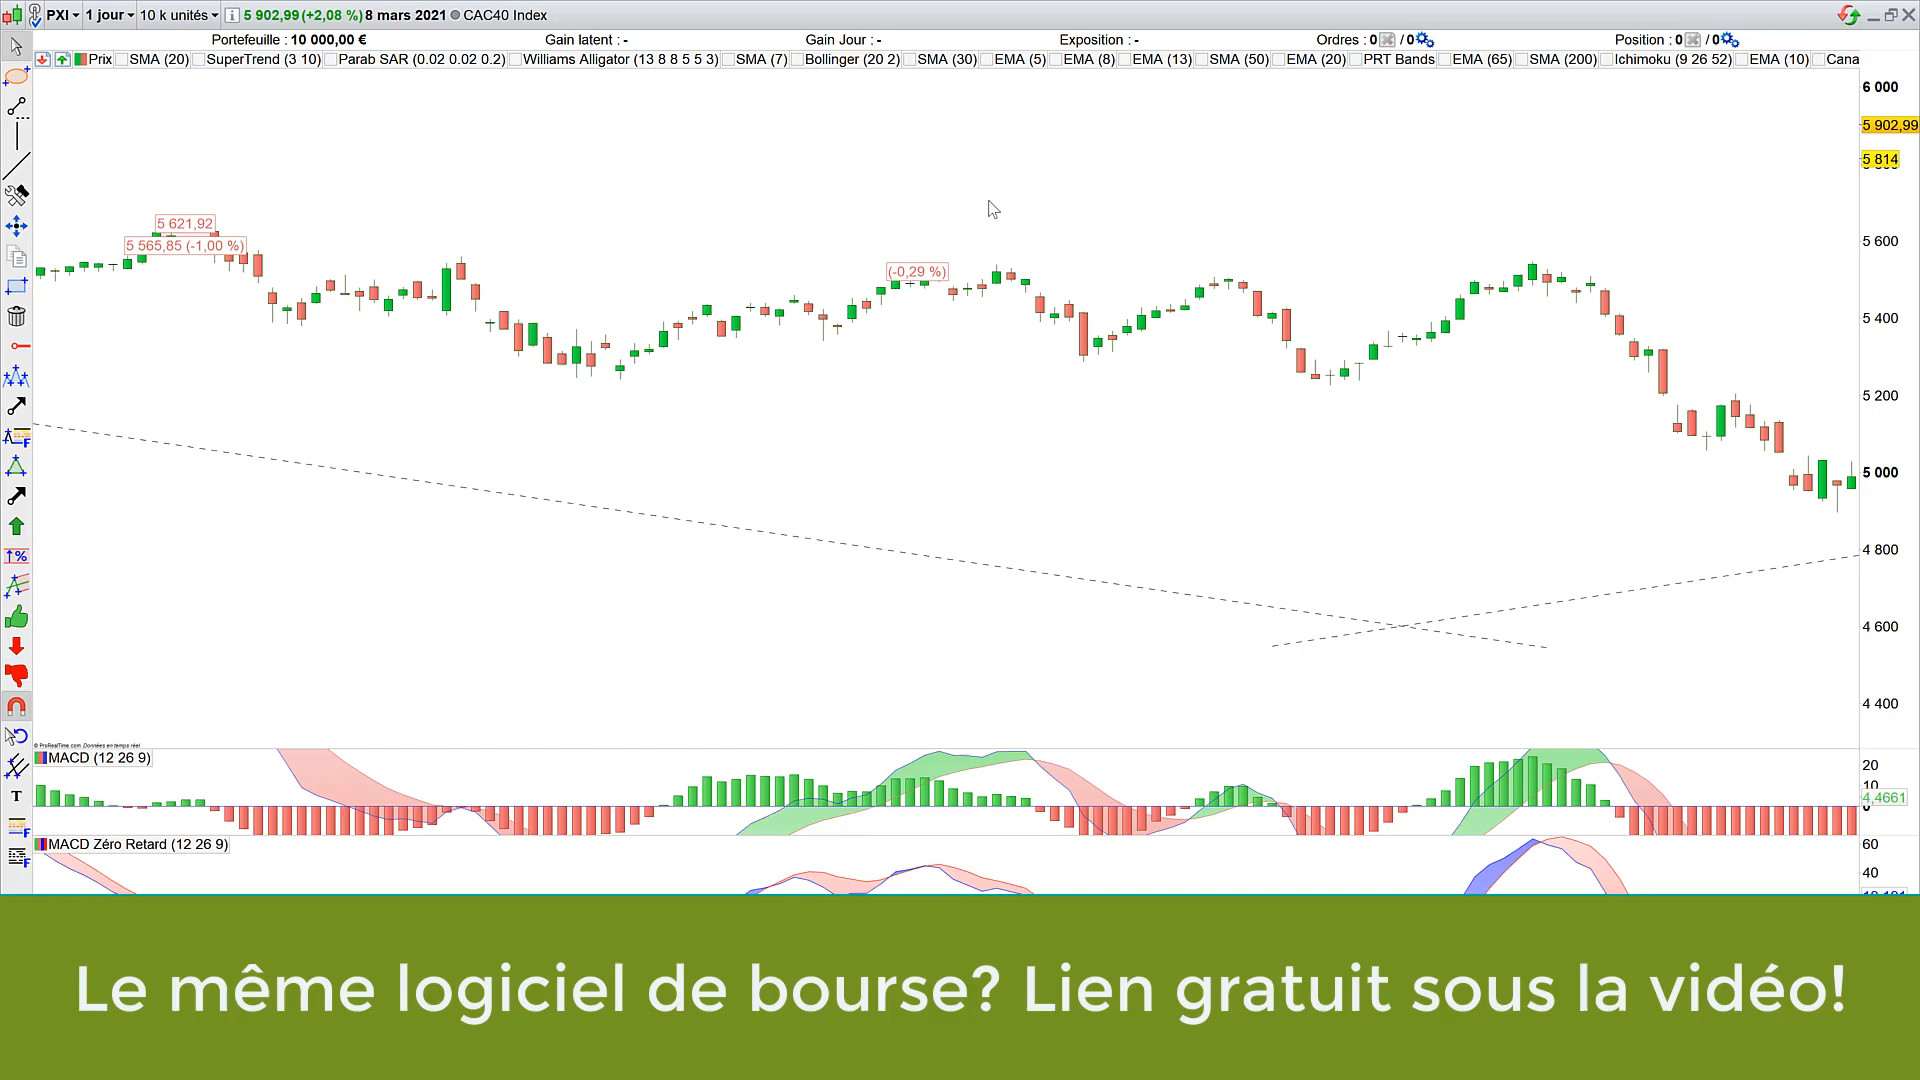 PXI 1 jour 10 k unités 5 902,99 (+2,08 %) 8 mars 2021 CAC40 Index
Portefeuille : 10 000,00 € Gain latent : - Gain Jour : - Exposition : - Ordres : 0 / 0 Position : 0 / 0
Prix SMA (20) SuperTrend (3 10) Parab SAR (0.02 0.02 0.2) Williams Alligator (13 8 8 5 5 3) SMA (7) Bollinger (20 2) SMA (30) EMA (5) EMA (8) EMA (13) SMA (50) EMA (20) PRT Bands EMA (65) SMA (200) Ichimoku (9 26 52) EMA (10) Cana
6 000
5 902,99
5 814
5 621,92
5 565,85 (-1,00 %)
5 600
(-0,29 %)
5 400
5 200
5 000
4 800
4 600
4 400
© ProRealTime.com Données en temps réel
MACD (12 26 9)
20
10
4,4661
MACD Zéro Retard (12 26 9)
60
40
T
Le même logiciel de bourse? Lien gratuit sous la vidéo!